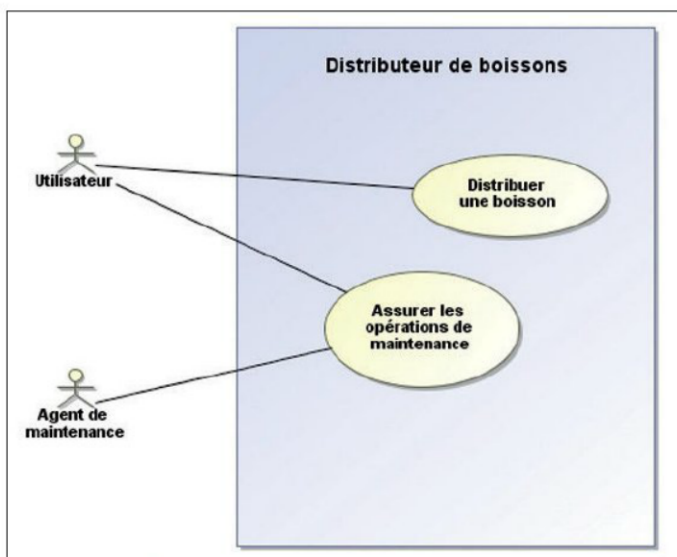 Distributeur de boissons
Utilisateur
Distribuer
une boisson
Assurer les
opérations de
maintenance
Agent de
maintenance